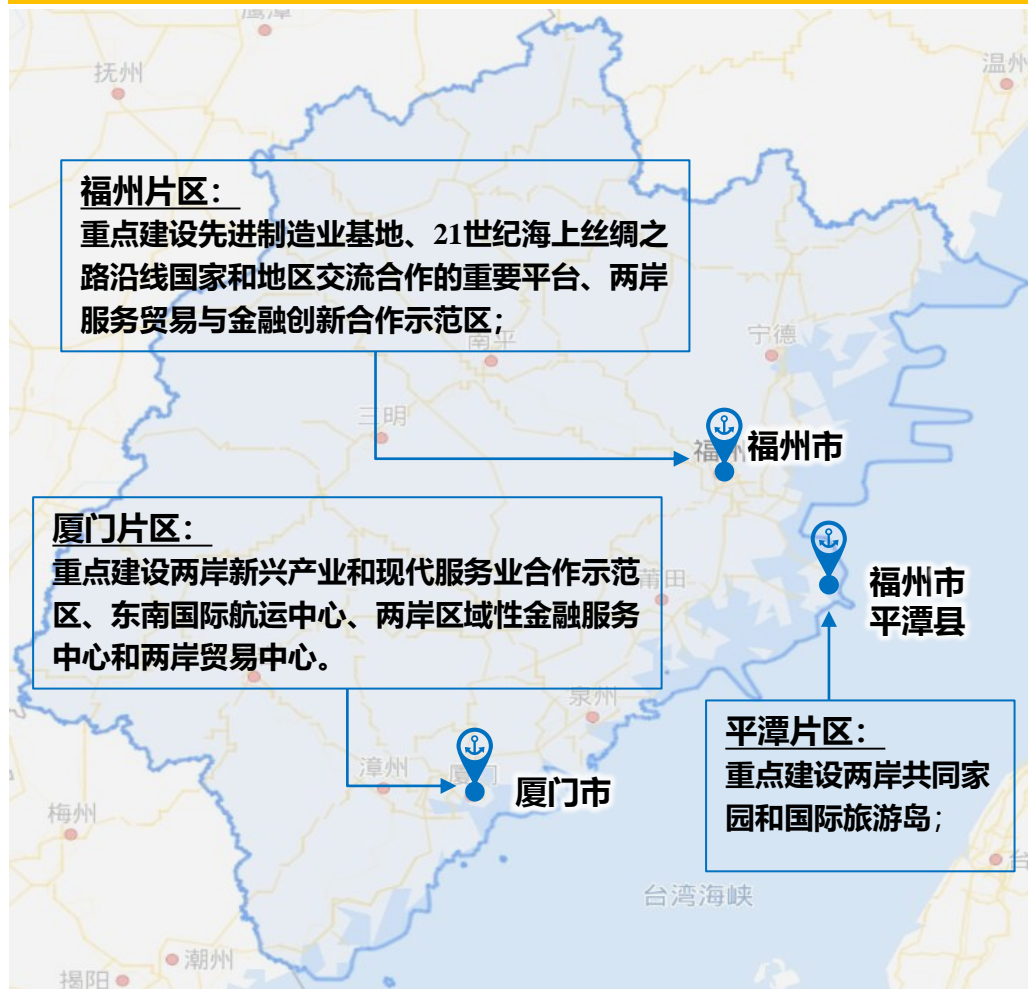 鹰潭
抚州
温州
福州片区：
重点建设先进制造业基地、21世纪海上丝绸之
路沿线国家和地区交流合作的重要平台、两岸
服务贸易与金融创新合作示范区；
南平
宁德
三明
福州
福州市
厦门片区：
重点建设两岸新兴产业和现代服务业合作示范
区、东南国际航运中心、两岸区域性金融服务
中心和两岸贸易中心。
莆田
福州市
平潭县
泉州
平潭片区：
重点建设两岸共同家
园和国际旅游岛；
漳州
厦门
厦门市
梅州
台
台湾海峡
潮州
揭阳